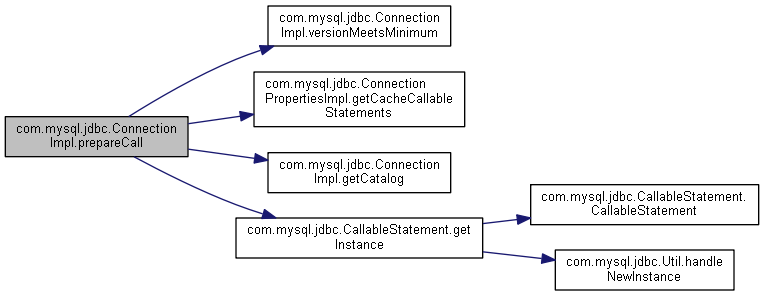 com.mysql.jdbc.Connection
Impl.versionMeetsMinimum
com.mysql.jdbc.Connection
PropertiesImpl.getCacheCallable
Statements
com.mysql.jdbc.Connection
Impl.prepareCall
com.mysql.jdbc.Connection
Impl.getCatalog
com.mysql.jdbc.CallableStatement.get
Instance
com.mysql.jdbc.CallableStatement.
CallableStatement
com.mysql.jdbc.Util.handle
NewInstance